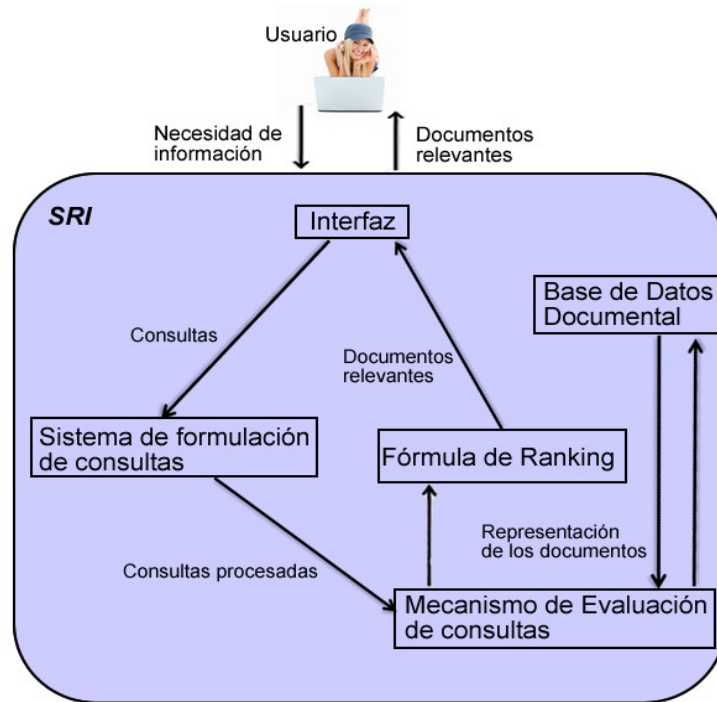 Usuario
Necesidad de
información
Documentos
relevantes
SRI
Interfaz
Base de Datos
Documental
Consultas
Documentos
relevantes
Sistema de formulación
de consultas
Fórmula de Ranking
Representación
de los documentos
Consultas procesadas
Mecanismo de Evaluación
de consultas